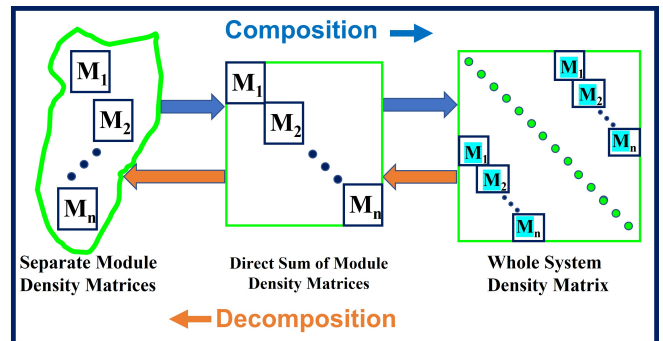 Composition
M1
M2
Mn
M1
M2
Mn
M1
M2
Mn
M1
M2
Mn
Separate Module
Density Matrices
Direct Sum of Module
Density Matrices
Whole System
Density Matrix
Decomposition